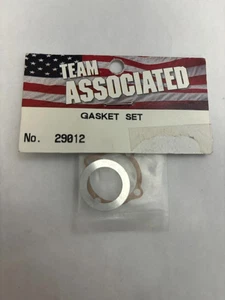 TEAM
ASSOCIATED
GASKET SET
No. 29012